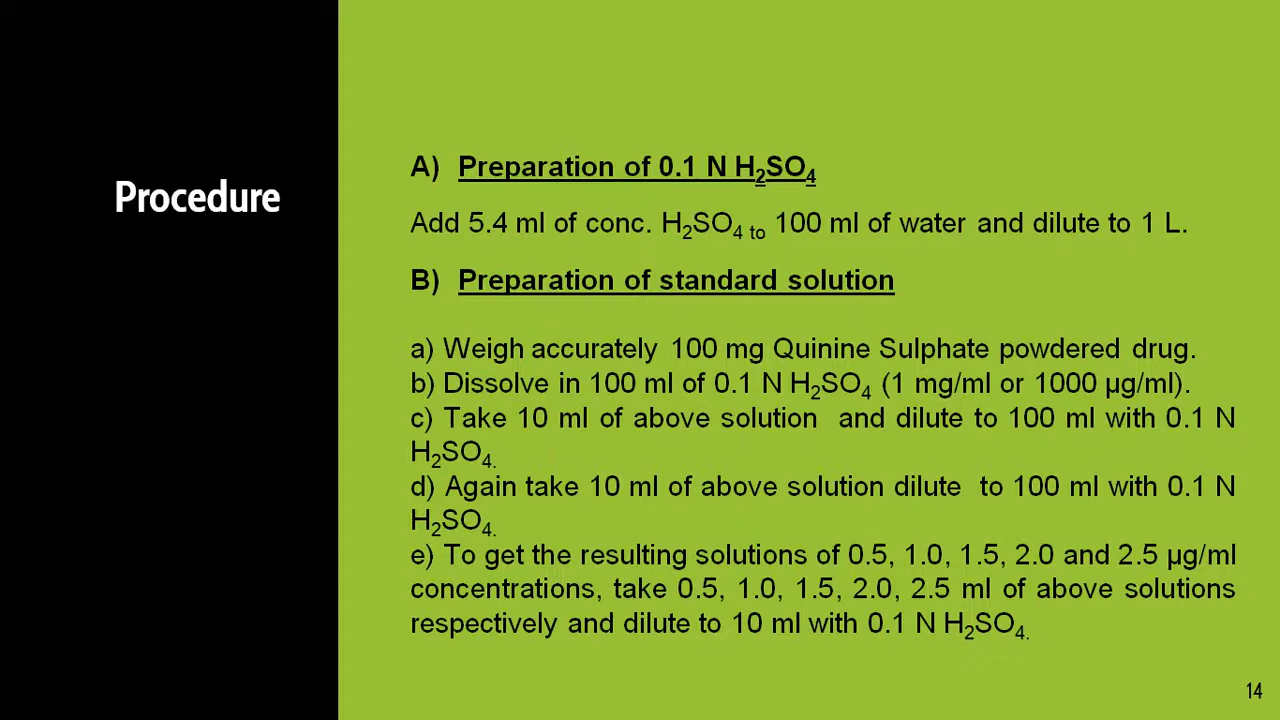 Procedure
A) Preparation of 0.1 N H₂SO₄
Add 5.4 ml of conc. H₂SO₄ to 100 ml of water and dilute to 1 L.
B) Preparation of standard solution
a) Weigh accurately 100 mg Quinine Sulphate powdered drug.
b) Dissolve in 100 ml of 0.1 N H₂SO₄ (1 mg/ml or 1000 µg/ml).
c) Take 10 ml of above solution and dilute to 100 ml with 0.1 N
H₂SO₄.
d) Again take 10 ml of above solution dilute to 100 ml with 0.1 N
H₂SO₄.
e) To get the resulting solutions of 0.5, 1.0, 1.5, 2.0 and 2.5 µg/ml
concentrations, take 0.5, 1.0, 1.5, 2.0, 2.5 ml of above solutions
respectively and dilute to 10 ml with 0.1 N H₂SO₄.
14